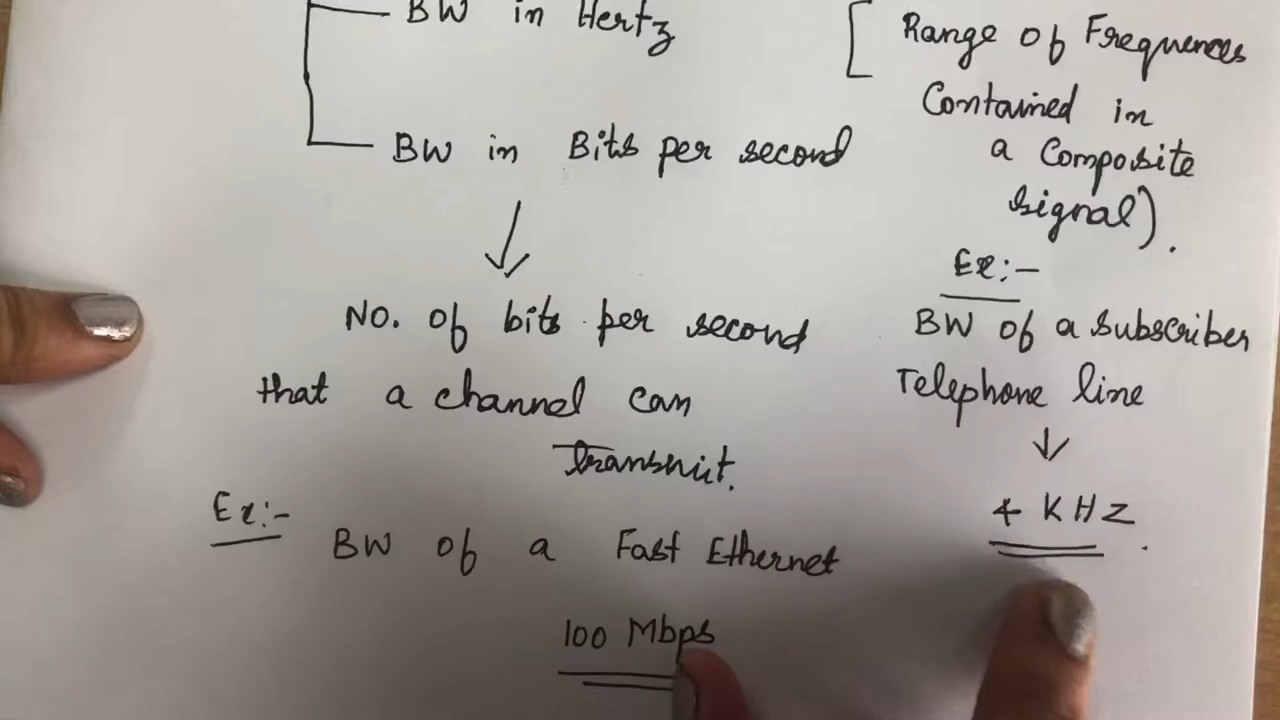 BW in Hertz
BW in Bits per second
No. of bits per second
that a channel can
transmit.
Ex:-
BW of a Fast Ethernet
100 Mbps
[ Range of Frequences
Contained in
a Composite
signal).
Ex:-
BW of a subscriber
Telephone line
4 KHZ.